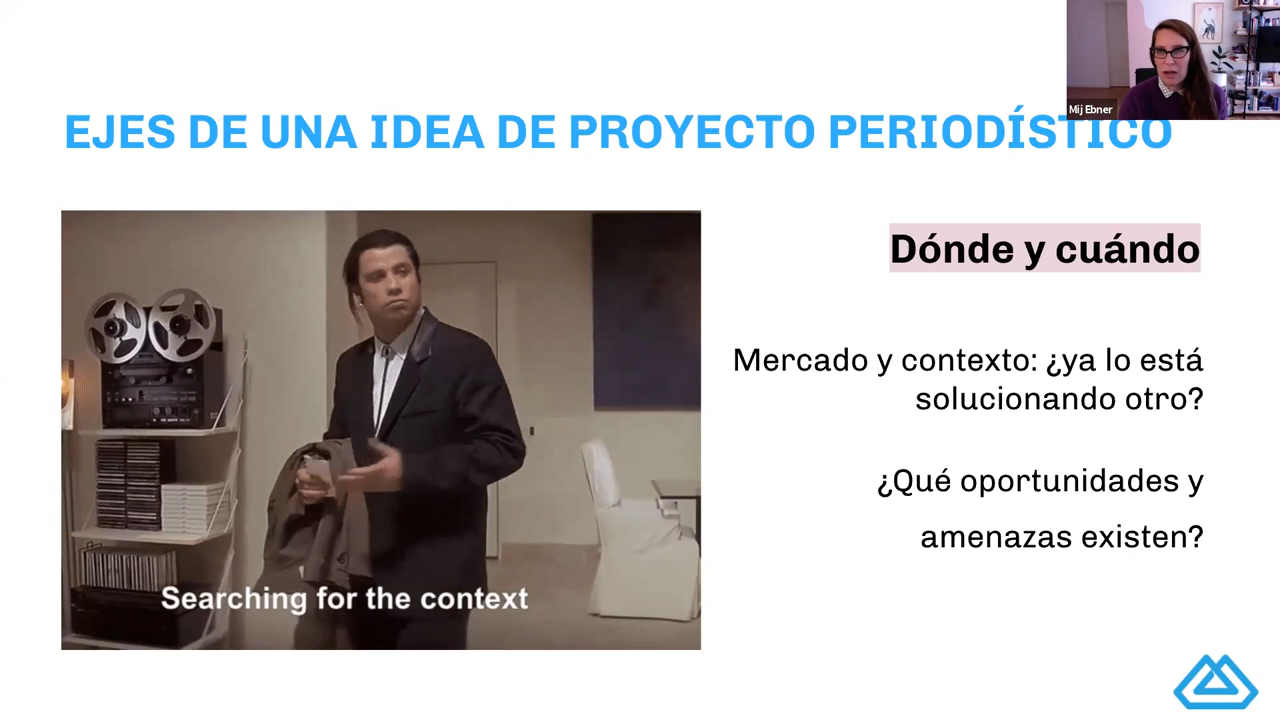 Mij Ebner
EJES DE UNA IDEA DE PROYECTO PERIODÍSTICO
Dónde y cuándo
Mercado y contexto: ¿ya lo está
solucionando otro?
¿Qué oportunidades y
amenazas existen?
Searching for the context